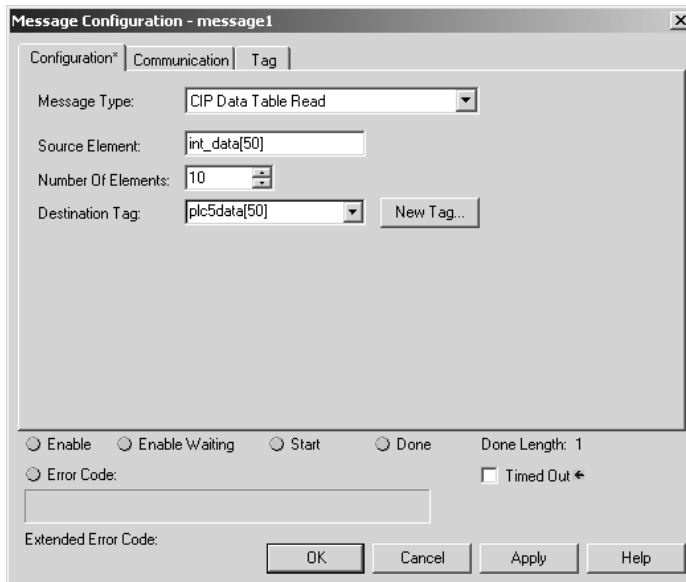 Message Configuration - message1
Configuration* Communication Tag
Message Type: CIP Data Table Read
Source Element: int_data[50]
Number Of Elements: 10
Destination Tag: plc5data[50] New Tag...
Enable Enable Waiting Start Done Done Length: 1
Error Code: Timed Out ←
Extended Error Code:
OK Cancel Apply Help